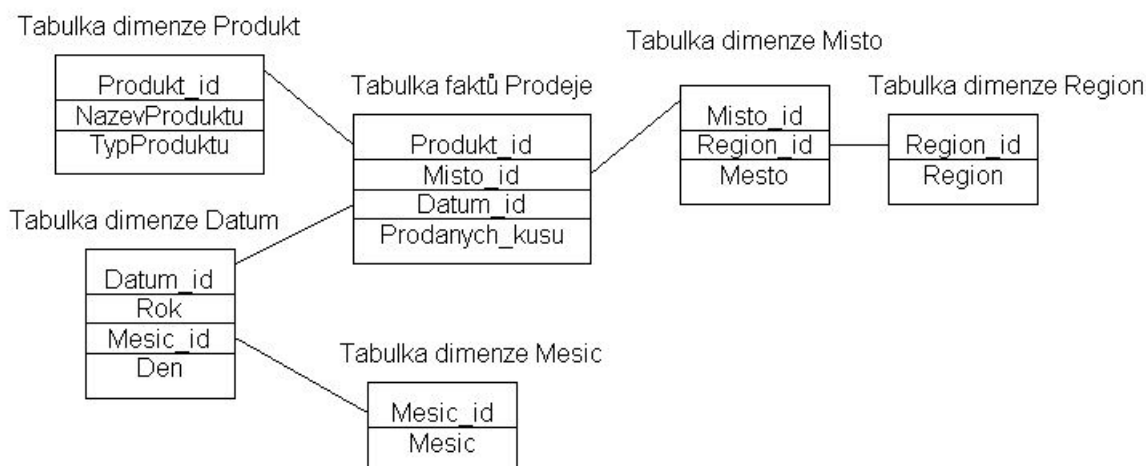 Tabulka dimenze Produkt
Produkt_id
NazevProduktu
TypProduktu
Tabulka faktů Prodeje
Produkt_id
Misto_id
Datum_id
Prodanych_kusu
Tabulka dimenze Misto
Misto_id
Region_id
Mesto
Tabulka dimenze Region
Region_id
Region
Tabulka dimenze Datum
Datum_id
Rok
Mesic_id
Den
Tabulka dimenze Mesic
Mesic_id
Mesic